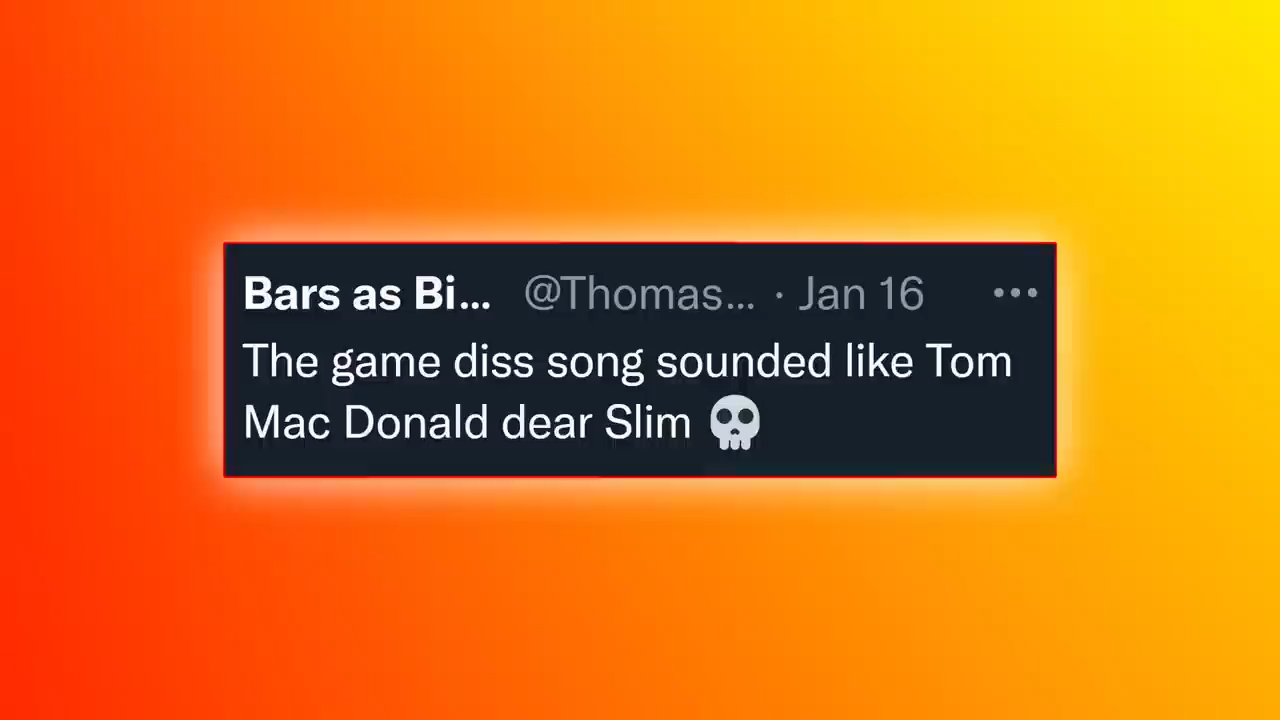 Bars as Bi... @Thomas... · Jan 16 ...
The game diss song sounded like Tom
Mac Donald dear Slim 💀